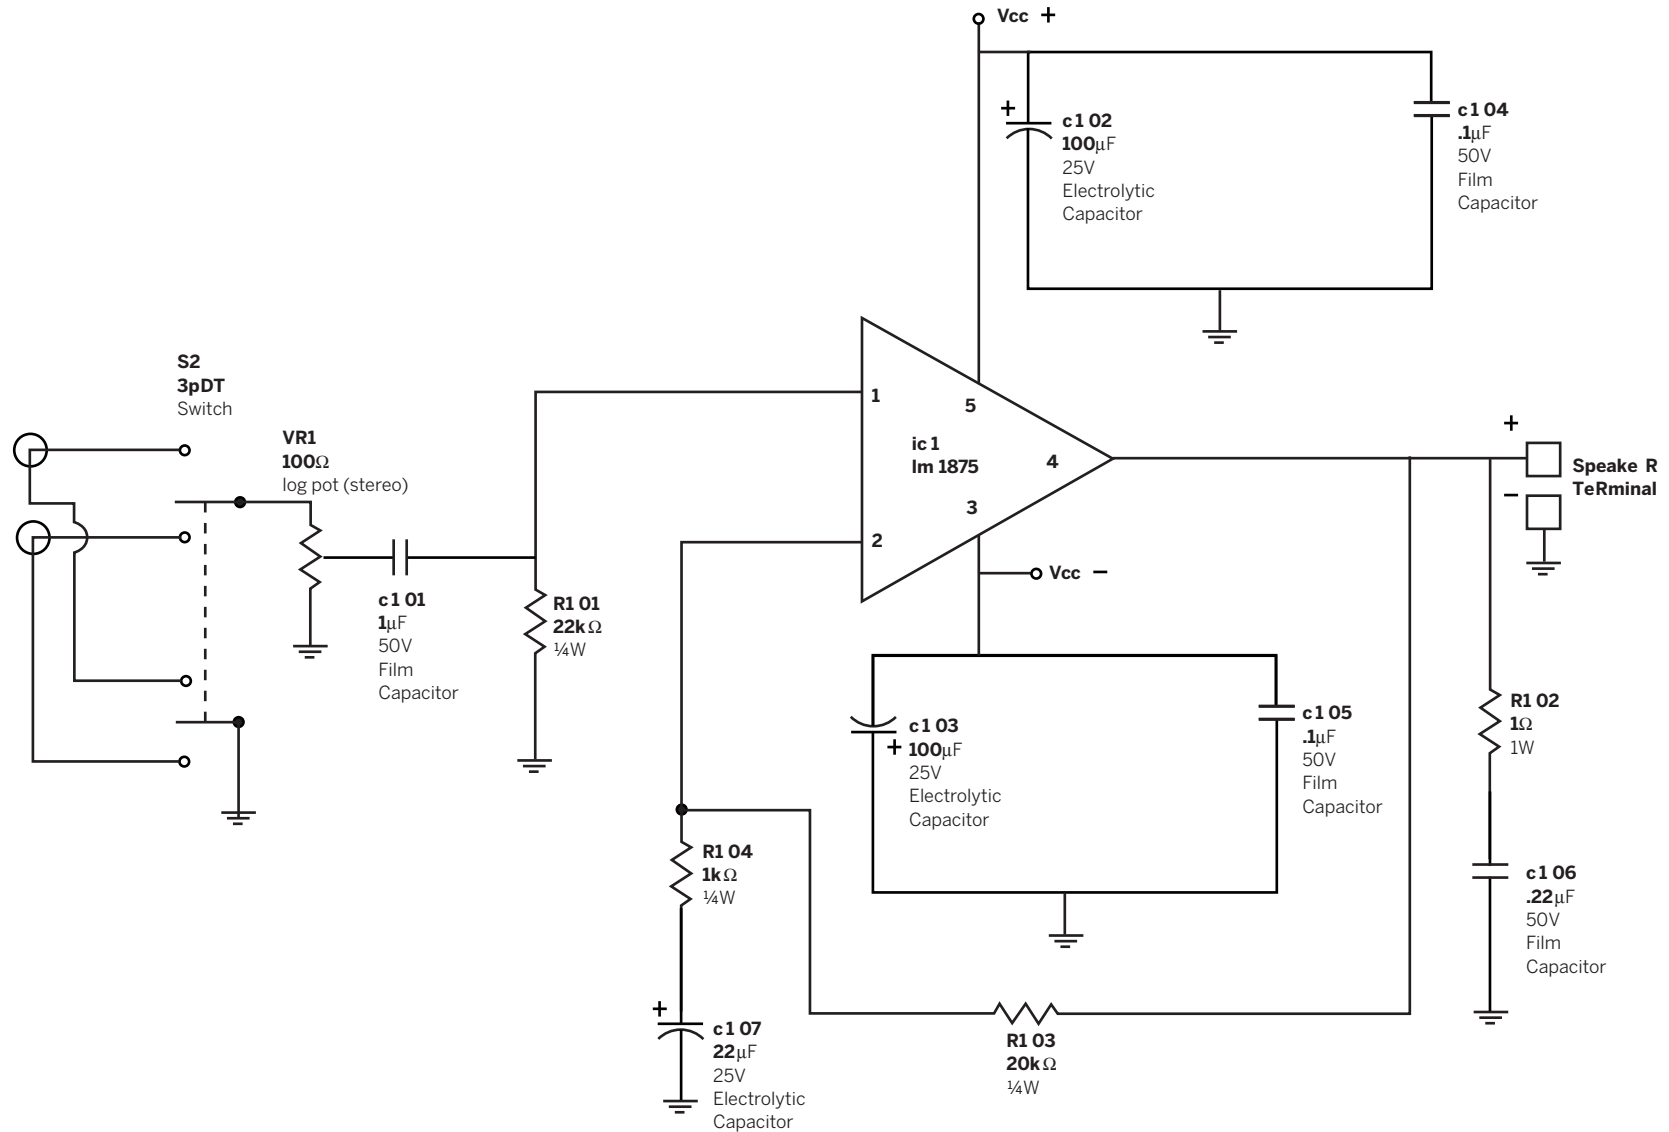 Vcc +
+
c1 02
100µF
25V
Electrolytic
Capacitor
c1 04
.1µF
50V
Film
Capacitor
S2
3pDT
Switch
VR1
100Ω
log pot (stereo)
c1 01
1µF
50V
Film
Capacitor
R1 01
22kΩ
¼W
1
5
ic1
lm 1875
4
3
2
Vcc −
+
−
Speake R
TeRminal
c1 03
+
100µF
25V
Electrolytic
Capacitor
c1 05
.1µF
50V
Film
Capacitor
R1 02
1Ω
1W
c1 06
.22µF
50V
Film
Capacitor
R1 04
1kΩ
¼W
+
c1 07
22µF
25V
Electrolytic
Capacitor
R1 03
20kΩ
¼W